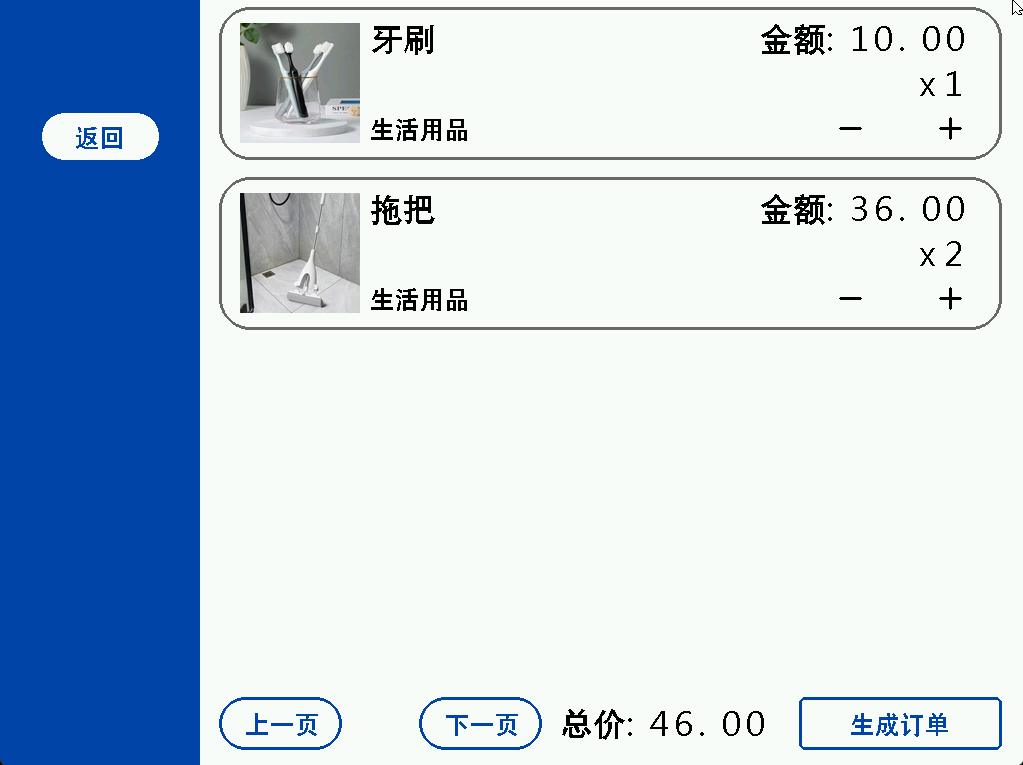 返回
牙刷
金额: 10.00
x1
生活用品
− +
拖把
金额: 36.00
x2
生活用品
− +
上一页
下一页
总价: 46.00
生成订单